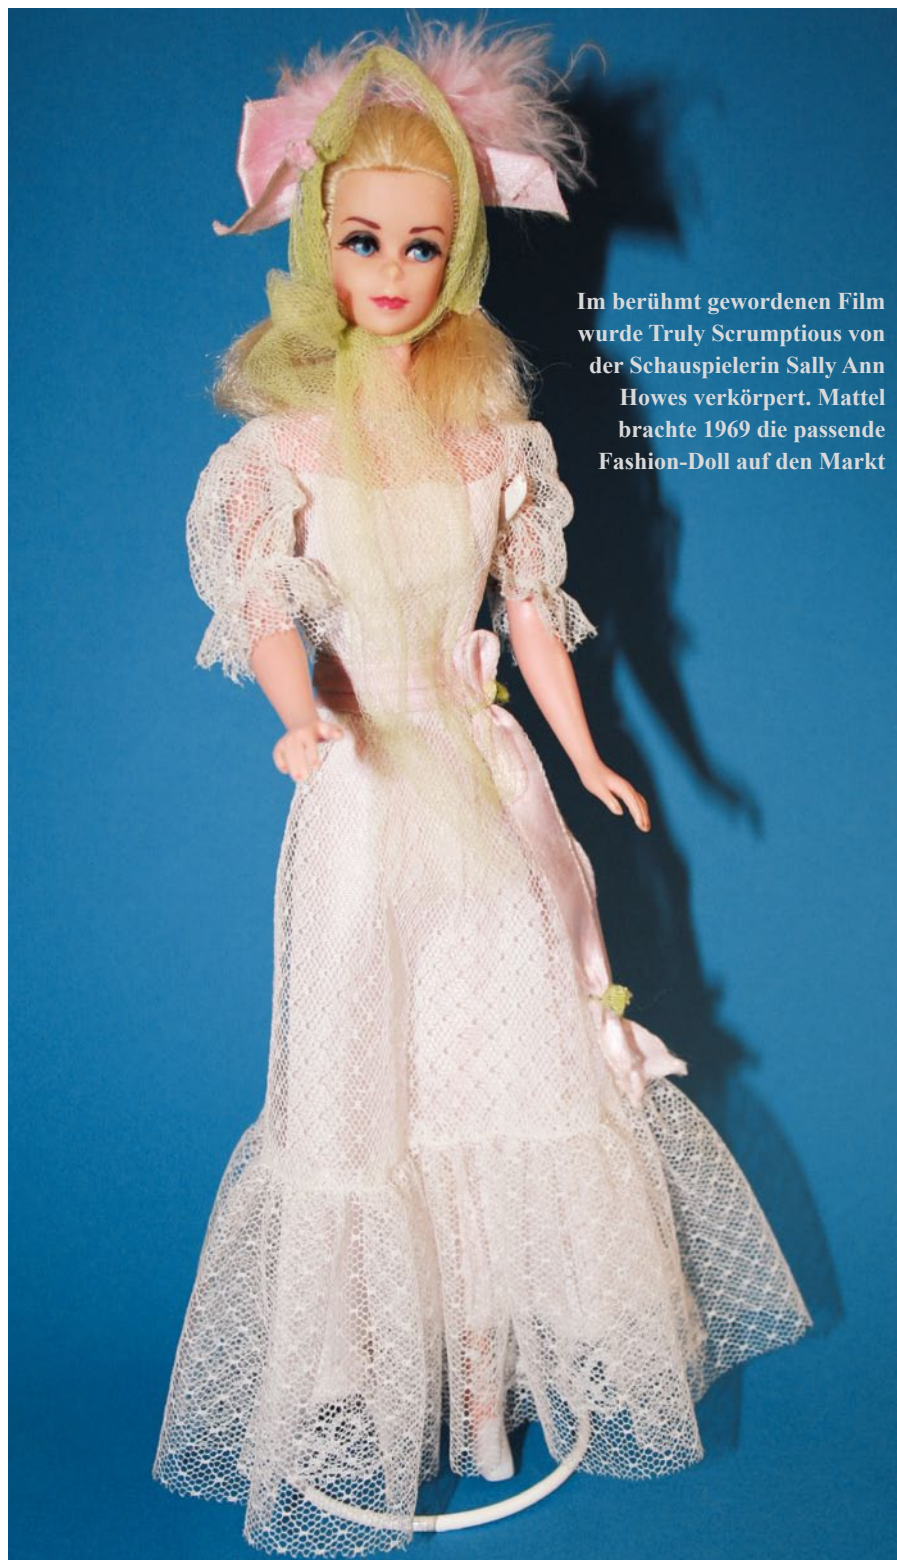 Im berühmt gewordenen Film
wurde Truly Scrumptious von
der Schauspielerin Sally Ann
Howes verkörpert. Mattel
brachte 1969 die passende
Fashion-Doll auf den Markt